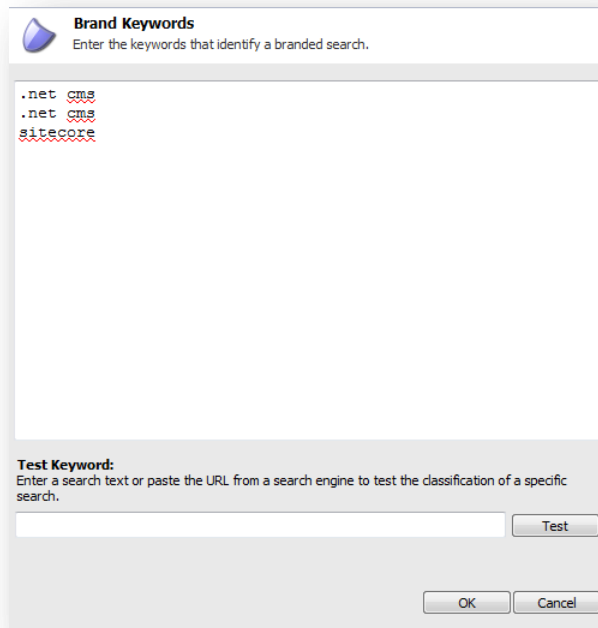 Brand Keywords
Enter the keywords that identify a branded search.
.net cms
.net cms
sitecore
Test Keyword:
Enter a search text or paste the URL from a search engine to test the classification of a specific
search.
Test
OK
Cancel